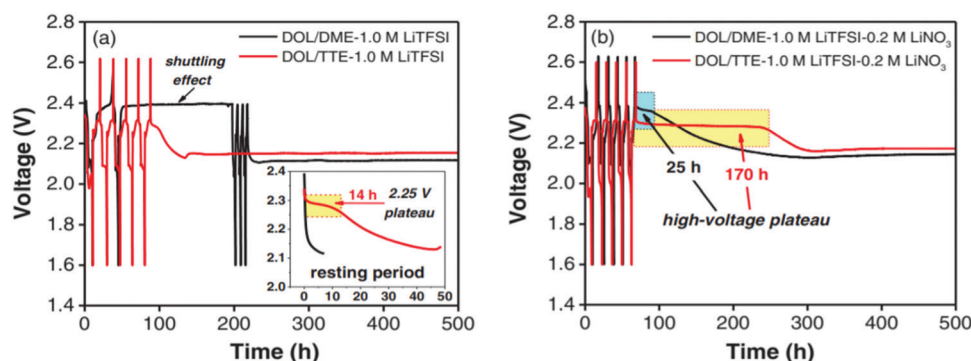 (a)
DOL/DME-1.0 M LiTFSI
DOL/TTE-1.0 M LiTFSI
shuttling
effect
Voltage (V)
2.8
2.6
2.4
2.2
2.0
1.8
1.6
1.4
0 100 200 300 400 500
Time (h)
2.4
2.3
2.2
2.1
2.0
14 h
2.25 V
plateau
resting period
0 10 20 30 40 50
(b)
DOL/DME-1.0 M LiTFSI-0.2 M LiNO₃
DOL/TTE-1.0 M LiTFSI-0.2 M LiNO₃
25 h
170 h
high-voltage plateau
Voltage (V)
2.8
2.6
2.4
2.2
2.0
1.8
1.6
1.4
0 100 200 300 400 500
Time (h)